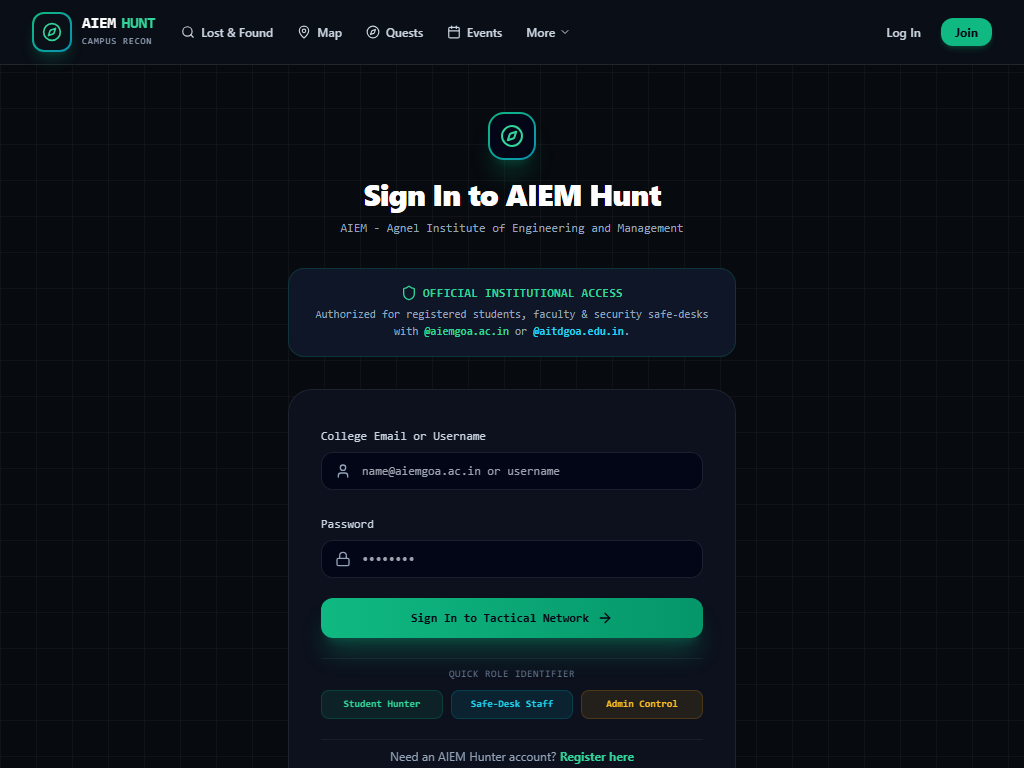 AIEM HUNT
CAMPUS RECON
Lost & Found
Map
Quests
Events
More
Log In
Join
Sign In to AIEM Hunt
AIEM - Agnel Institute of Engineering and Management
OFFICIAL INSTITUTIONAL ACCESS
Authorized for registered students, faculty & security safe-desks
with @aiemgoa.ac.in or @aitdgoa.edu.in.
College Email or Username
name@aiemgoa.ac.in or username
Password
••••••••
Sign In to Tactical Network →
QUICK ROLE IDENTIFIER
Student Hunter
Safe-Desk Staff
Admin Control
Need an AIEM Hunter account? Register here